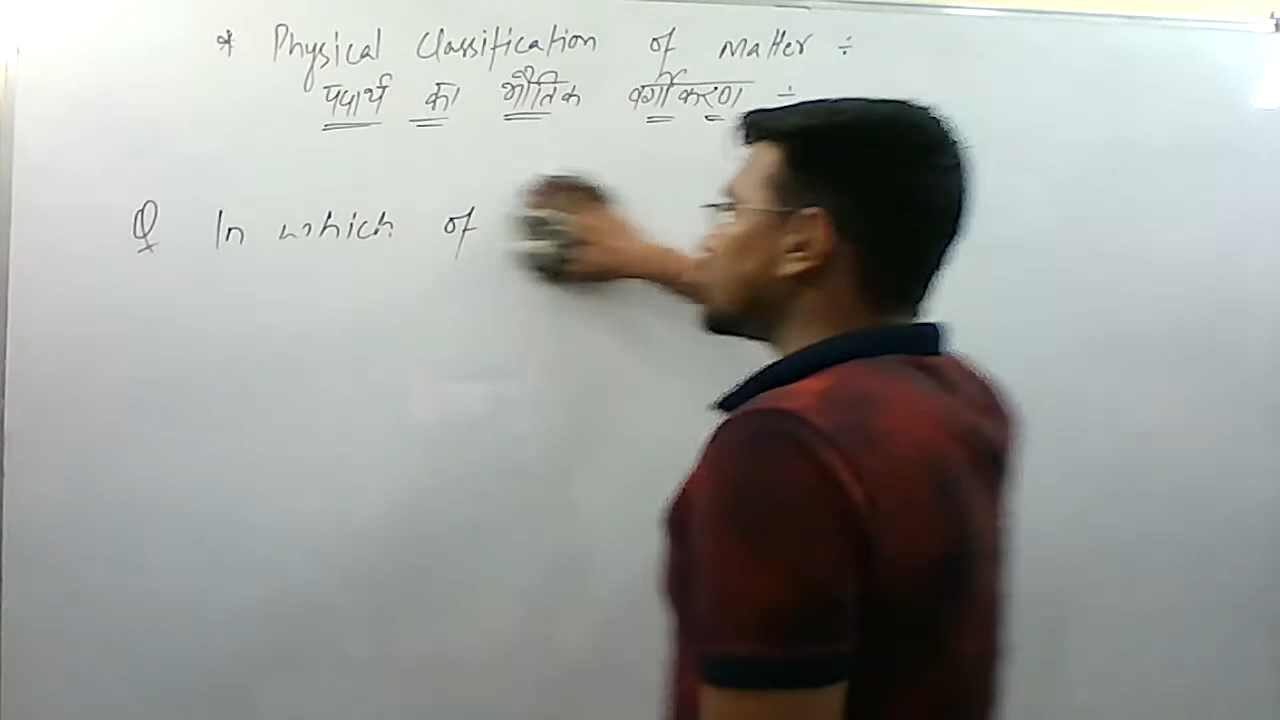 * Physical Classification of matter ÷
पदार्थ का भौतिक वर्गीकरण ÷
Q In which of